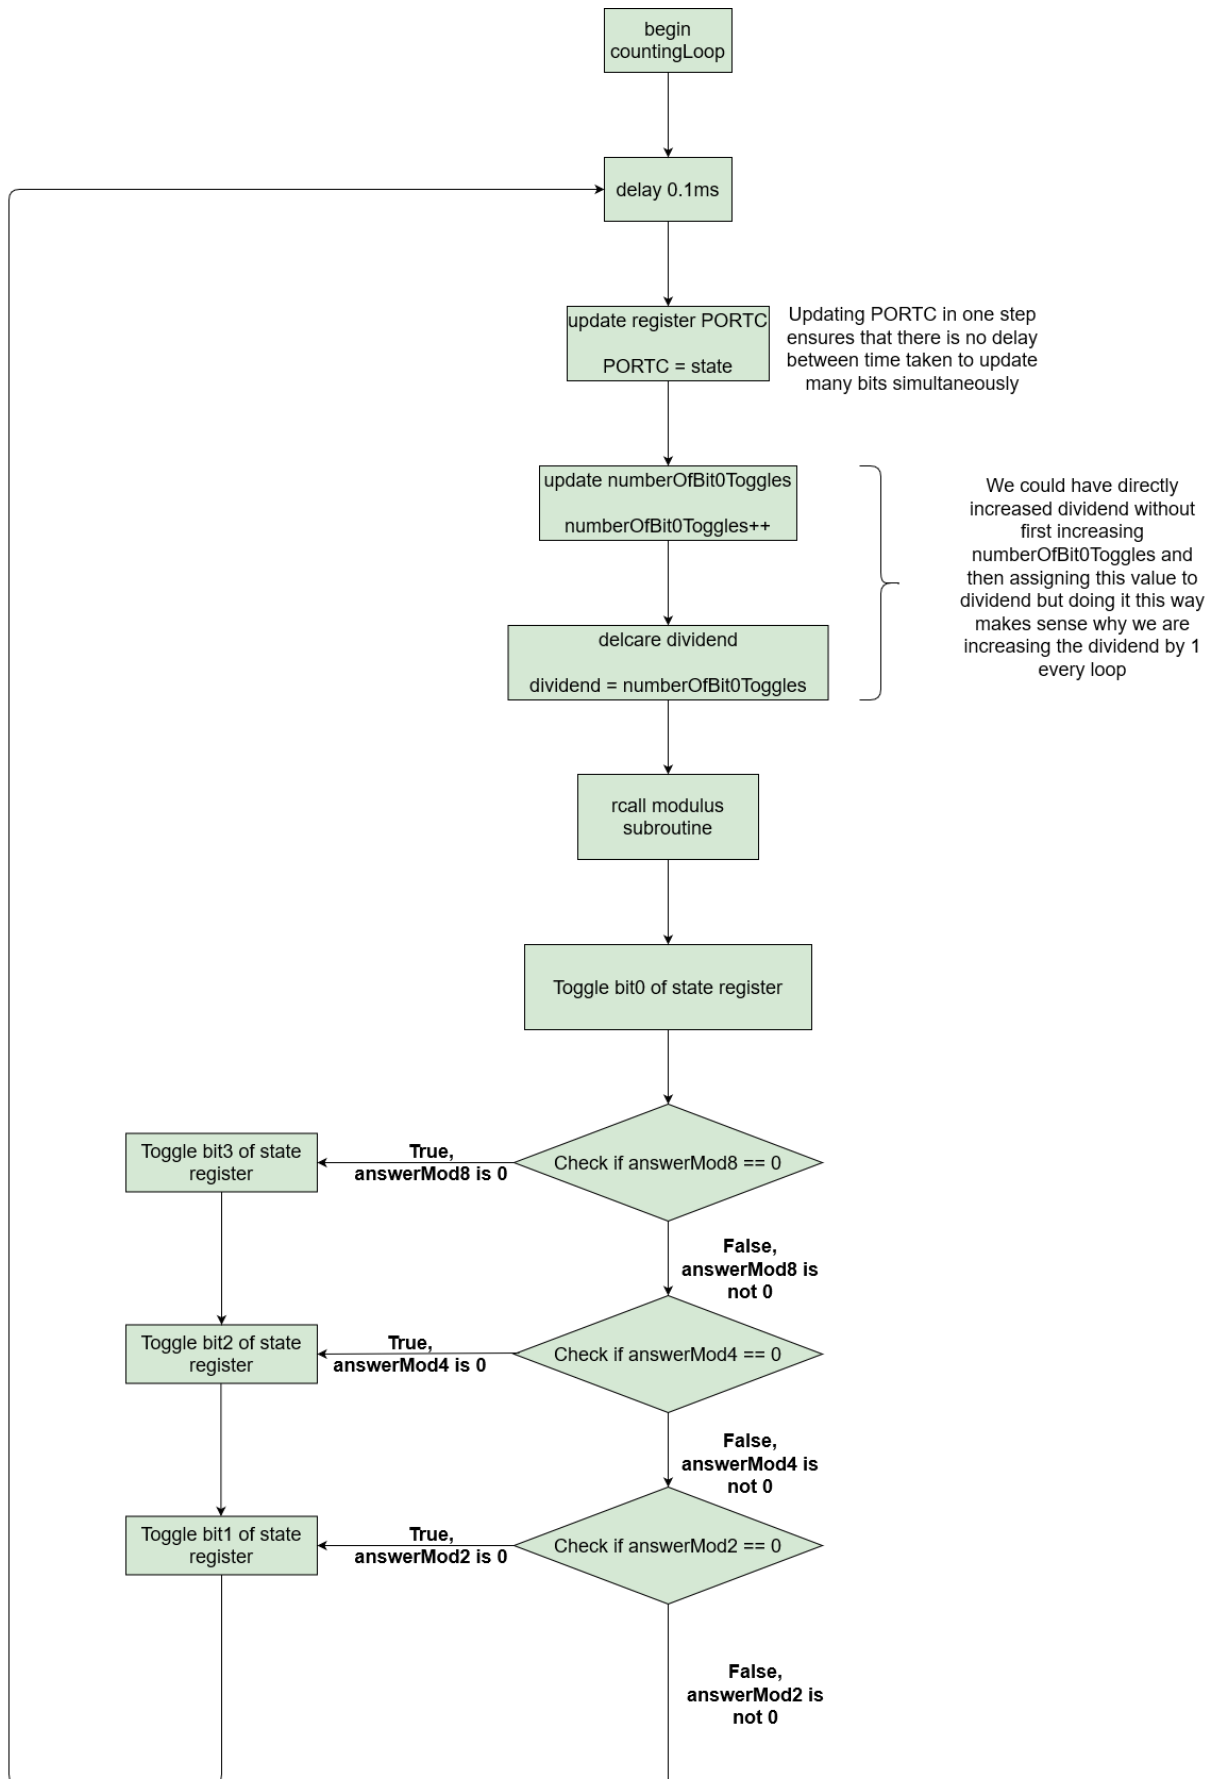 begin
countingLoop
delay 0.1ms
update register PORTC
PORTC = state
Updating PORTC in one step
ensures that there is no delay
between time taken to update
many bits simultaneously
update numberOfBit0Toggles
numberOfBit0Toggles++
delcare dividend
dividend = numberOfBit0Toggles
We could have directly
increased dividend without
first increasing
numberOfBit0Toggles and
then assigning this value to
dividend but doing it this way
makes sense why we are
increasing the dividend by 1
every loop
rcall modulus
subroutine
Toggle bit0 of state register
Check if answerMod8 == 0
True,
answerMod8 is 0
Toggle bit3 of state
register
False,
answerMod8 is
not 0
Check if answerMod4 == 0
True,
answerMod4 is 0
Toggle bit2 of state
register
False,
answerMod4 is
not 0
Check if answerMod2 == 0
True,
answerMod2 is 0
Toggle bit1 of state
register
False,
answerMod2 is
not 0